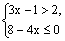 3x−1 > 2,
8−4x ≤ 0